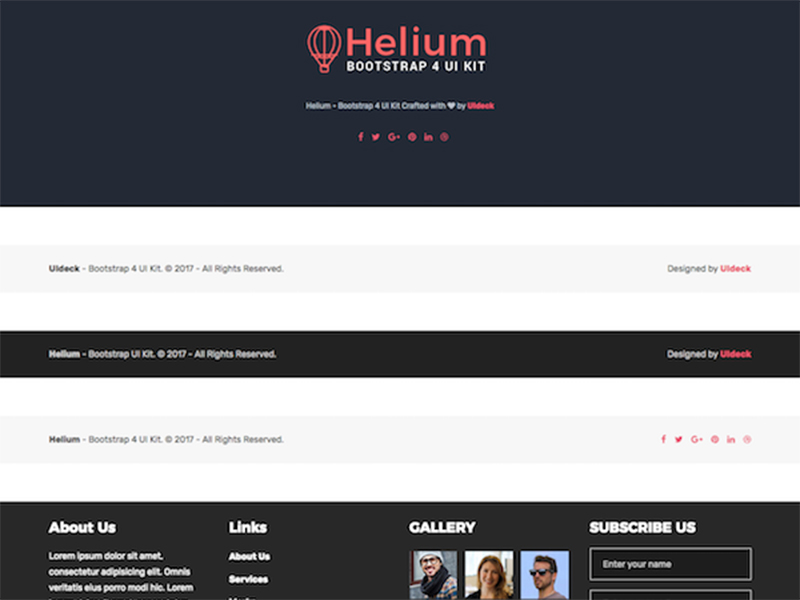 Helium
BOOTSTRAP 4 UI KIT
Helium - Bootstrap 4 UI Kit Crafted with ❤ by UIdeck
UIdeck - Bootstrap 4 UI Kit. © 2017 - All Rights Reserved.
Designed by UIdeck
Helium - Bootstrap UI Kit. © 2017 - All Rights Reserved.
Designed by UIdeck
Helium - Bootstrap 4 UI Kit. © 2017 - All Rights Reserved.
About Us
Lorem ipsum dolor sit amet,
consectetur adipisicing elit. Omnis
veritatis eius porro modi hic. Lorem
Links
About Us
Services
GALLERY
SUBSCRIBE US
Enter your name